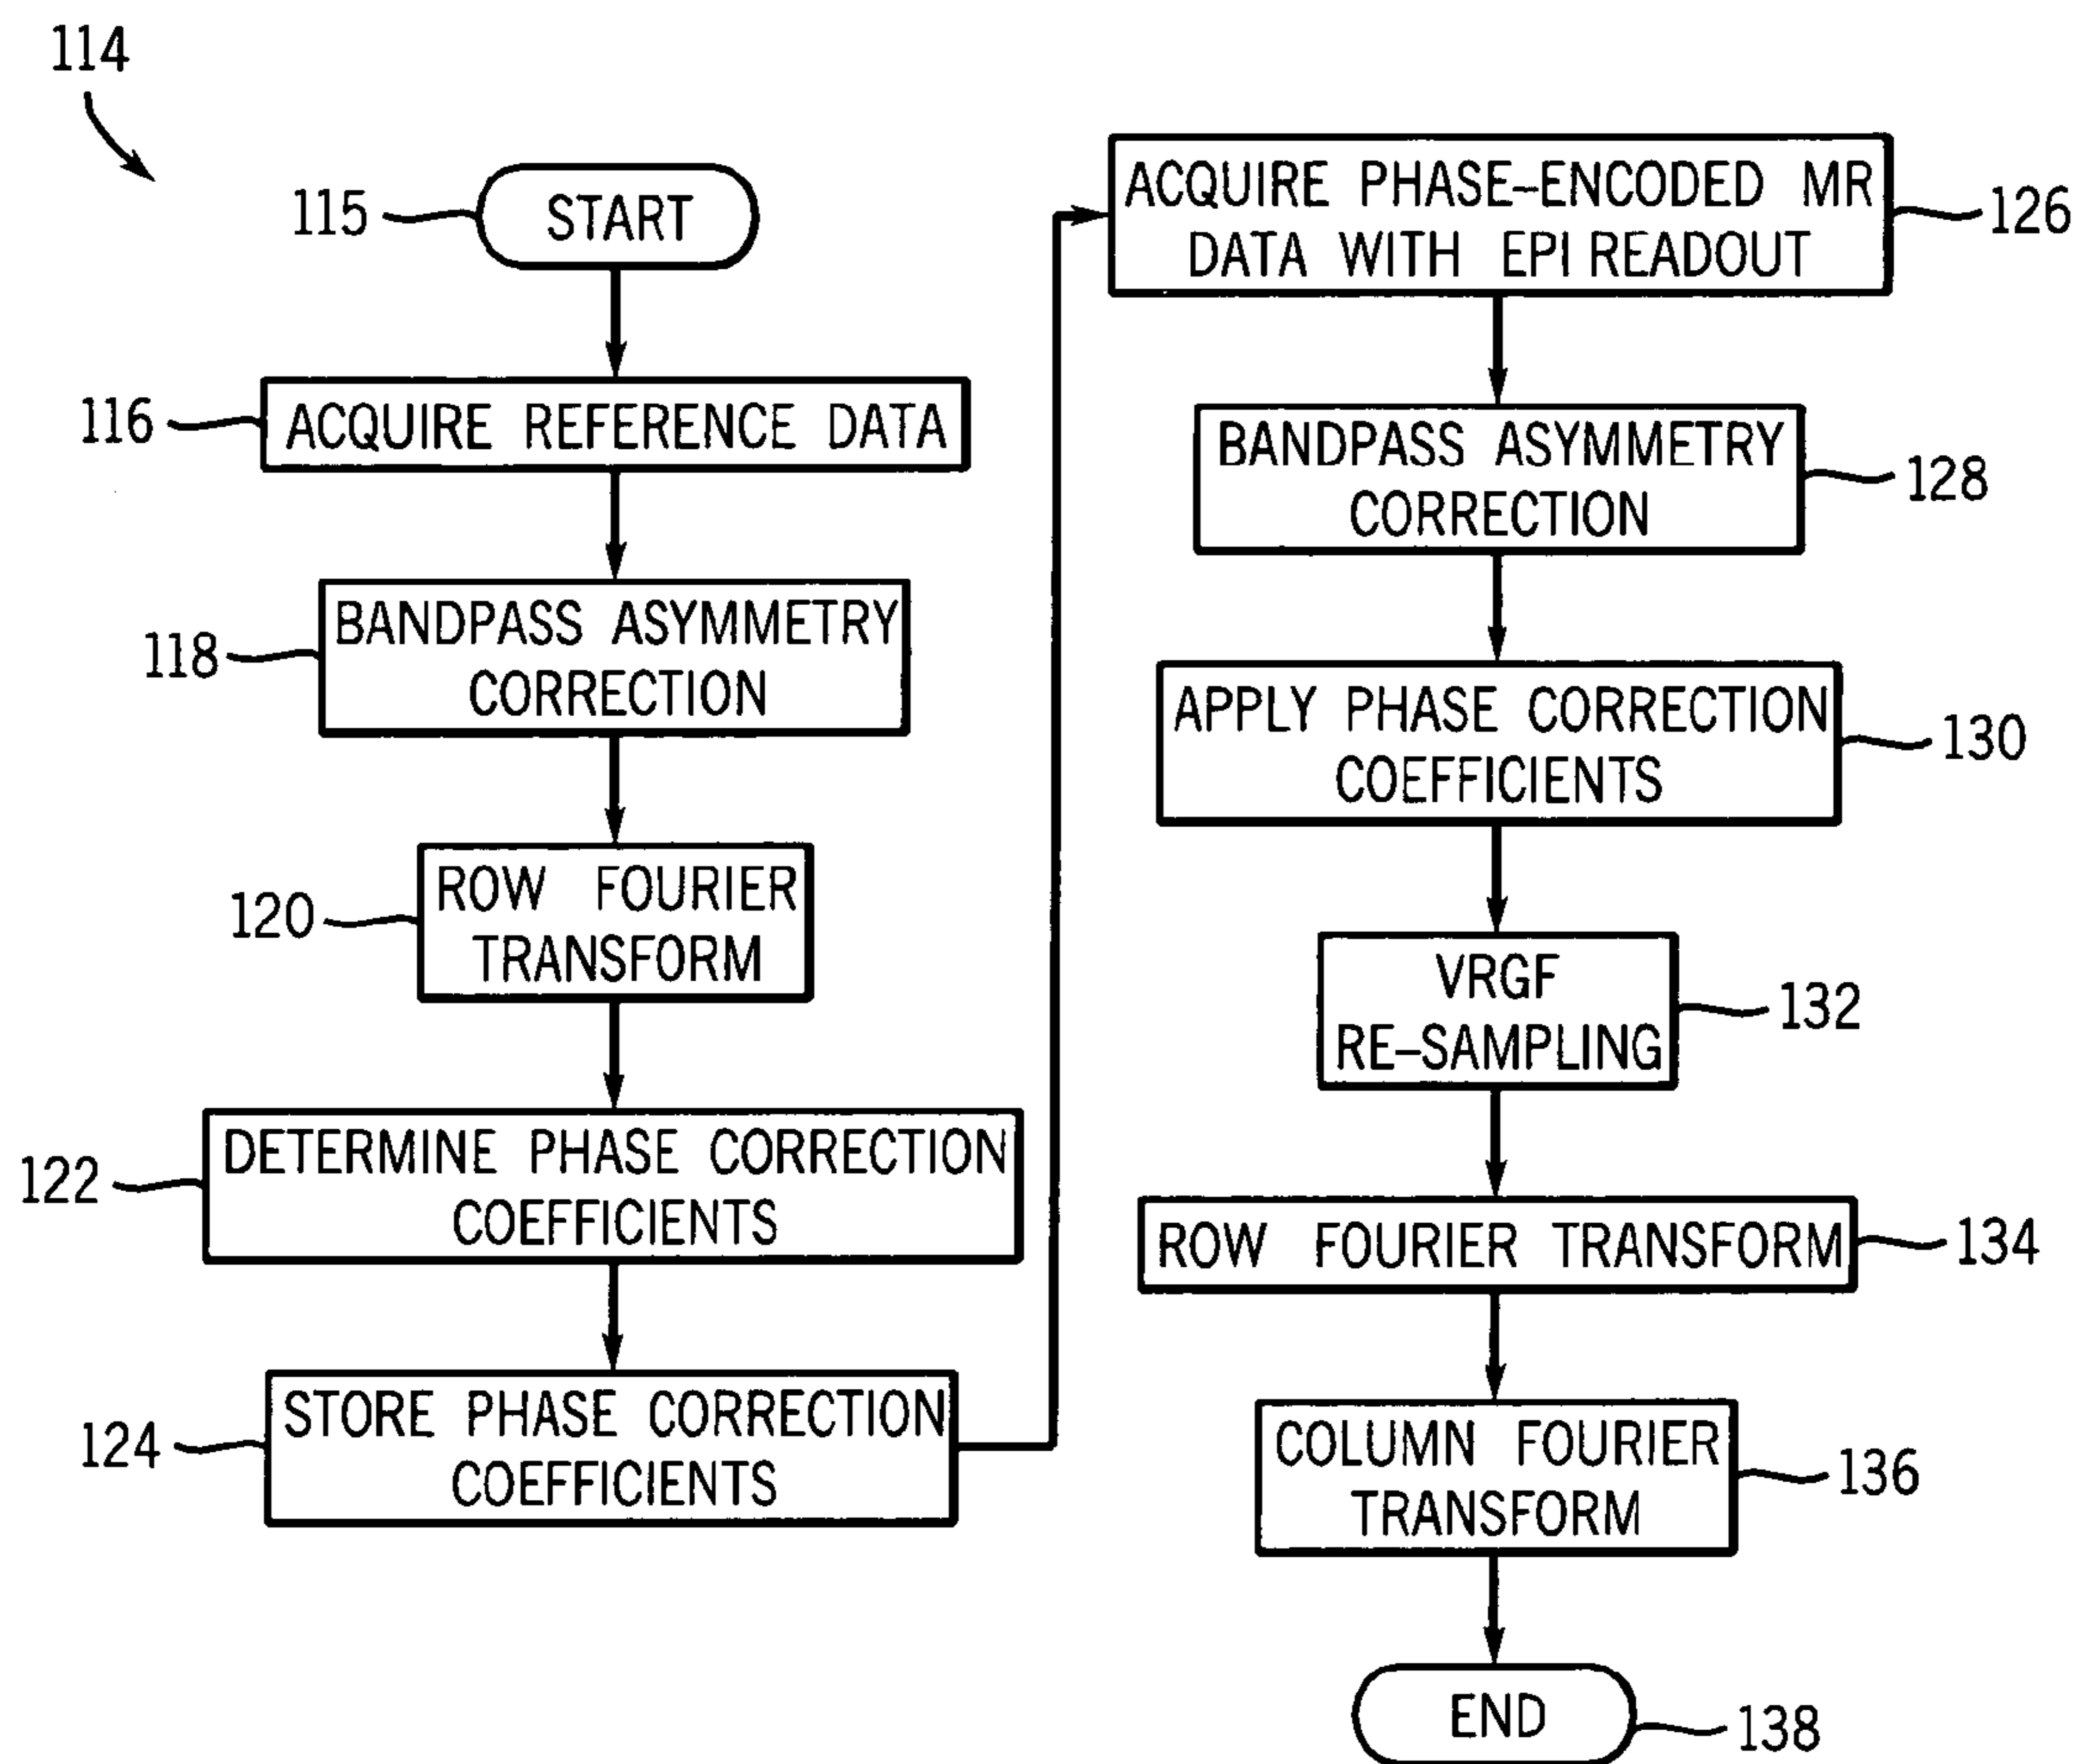 114
115
START
116
ACQUIRE REFERENCE DATA
118
BANDPASS ASYMMETRY
CORRECTION
120
ROW FOURIER
TRANSFORM
122
DETERMINE PHASE CORRECTION
COEFFICIENTS
124
STORE PHASE CORRECTION
COEFFICIENTS
ACQUIRE PHASE-ENCODED MR
DATA WITH EPI READOUT
126
BANDPASS ASYMMETRY
CORRECTION
128
APPLY PHASE CORRECTION
COEFFICIENTS
130
VRGF
RE-SAMPLING
132
ROW FOURIER TRANSFORM
134
COLUMN FOURIER
TRANSFORM
136
END
138